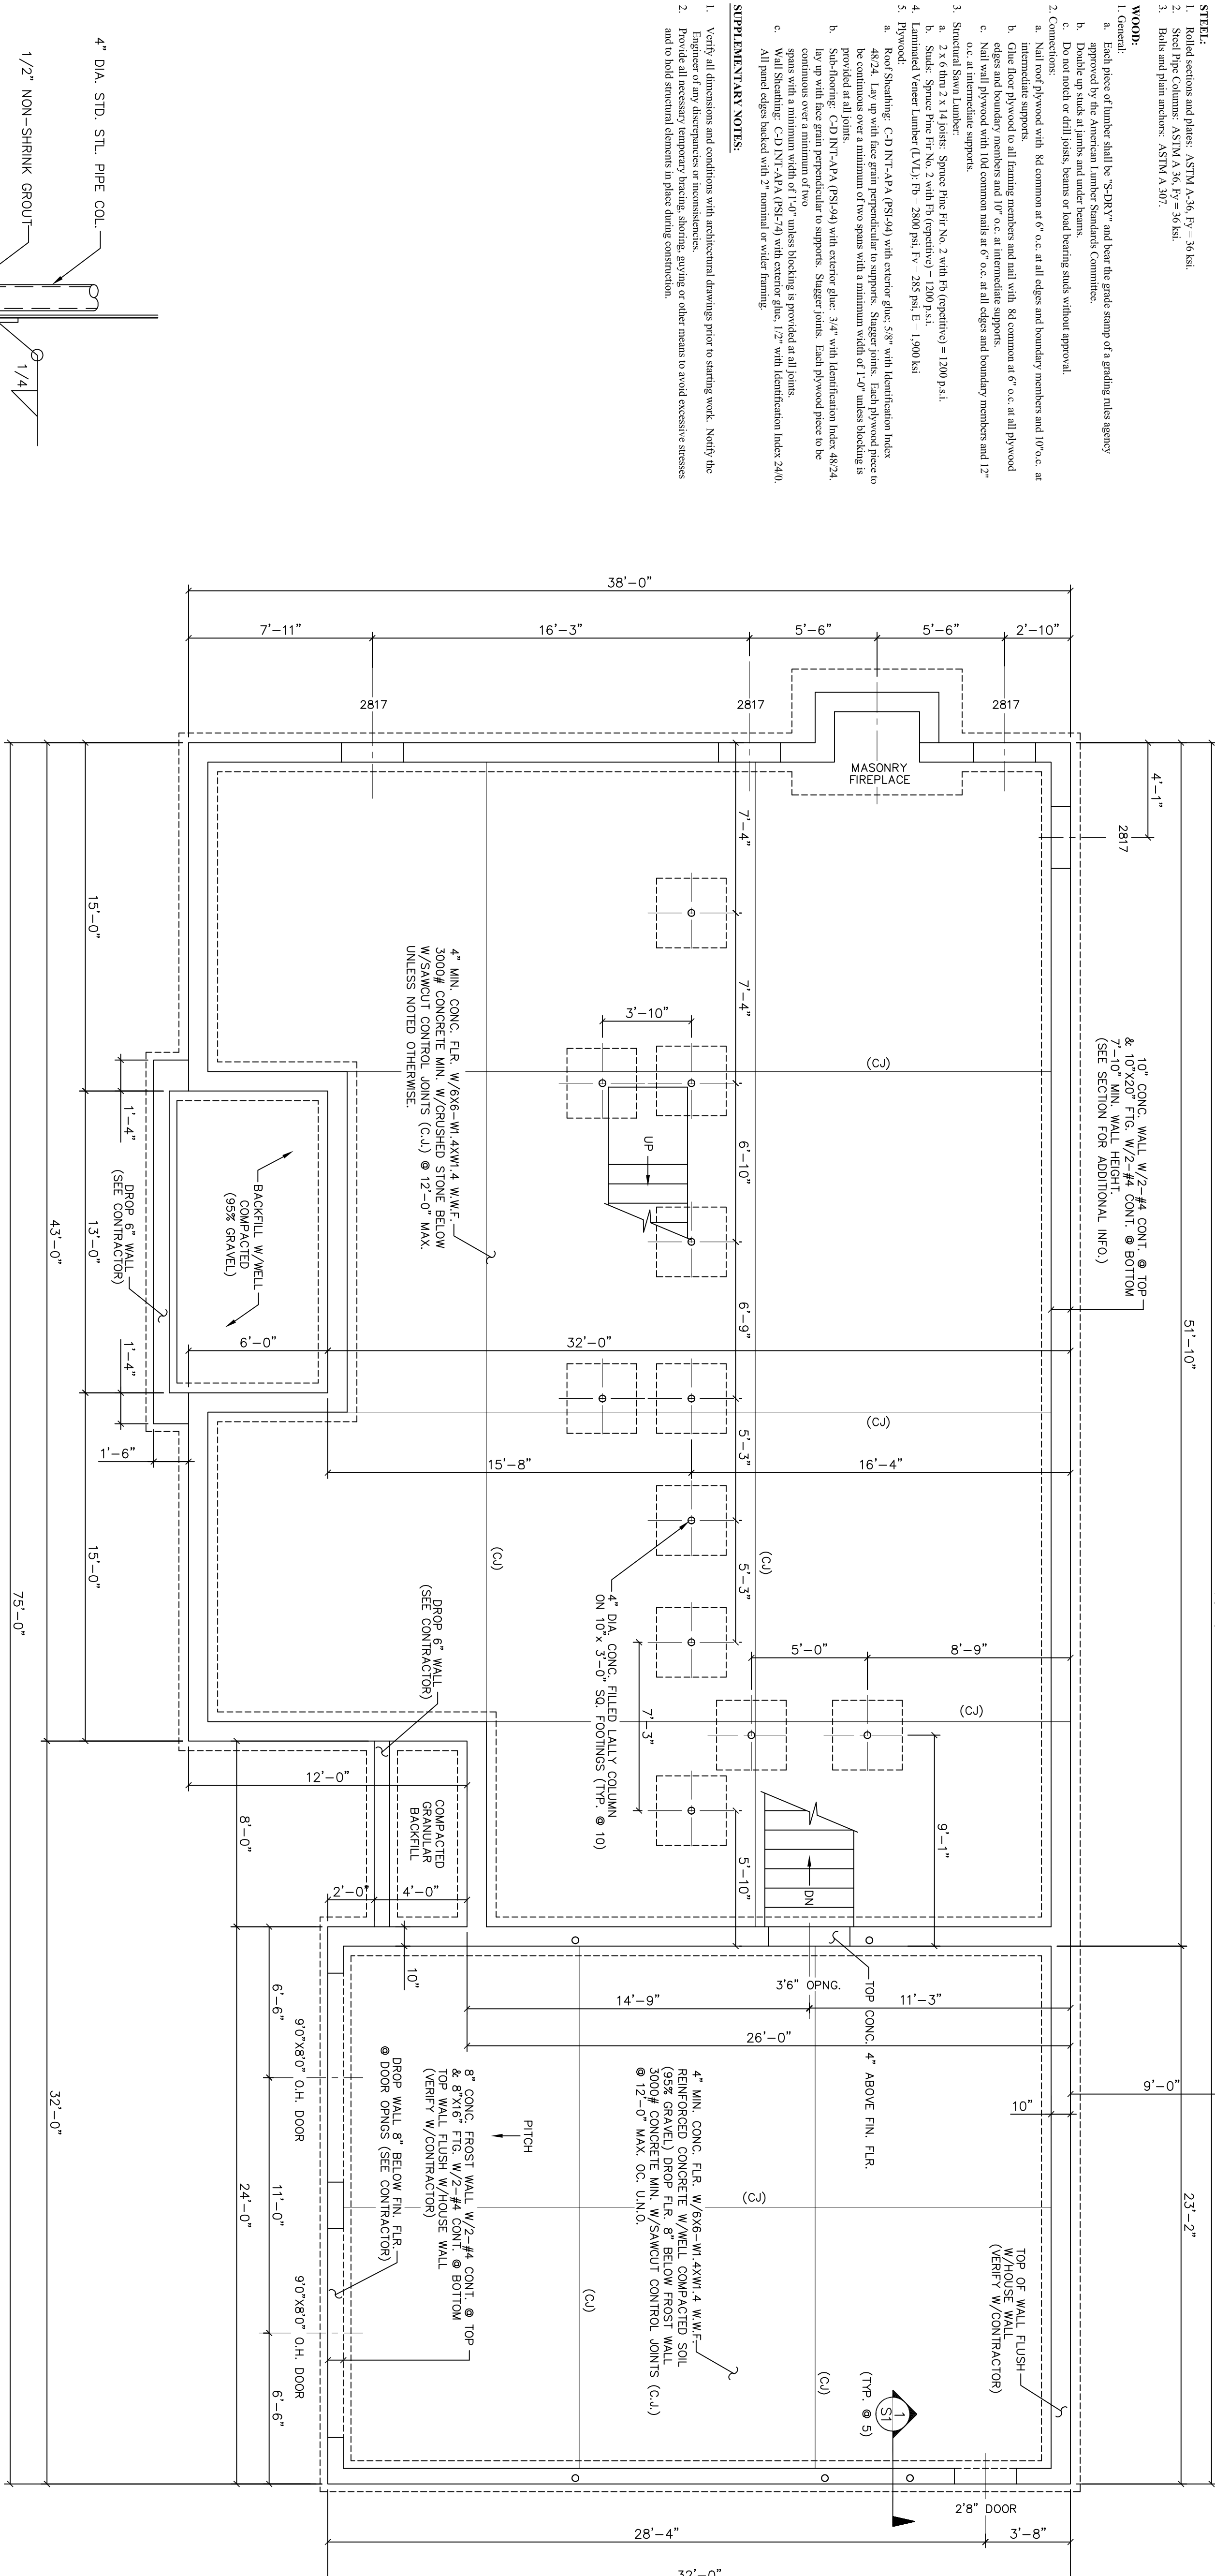 STEEL:
1. Rolled sections and plates: ASTM A-36, Fy = 36 ksi.
2. Steel Pipe Columns: ASTM A 36, Fy = 36 ksi.
3. Bolts and plain anchors: ASTM A 307.
WOOD:
1. General:
a. Each piece of lumber shall be "S-DRY" and bear the grade stamp of a grading rules agency
approved by the American Lumber Standards Committee.
b. Double up studs at jambs and under beams.
c. Do not notch or drill joists, beams or load bearing studs without approval.
2. Connections:
a. Nail roof plywood with 8d common at 6" o.c. at all edges and boundary members and 10"o.c. at
intermediate supports.
b. Glue floor plywood to all framing members and nail with 8d common at 6" o.c. at all plywood
edges and boundary members and 10" o.c. at intermediate supports.
c. Nail wall plywood with 10d common nails at 6" o.c. at all edges and boundary members and 12"
o.c. at intermediate supports.
3. Structural Sawn Lumber:
a. 2 x 6 thru 2 x 14 joists: Spruce Pine Fir No. 2 with Fb (repetitive) = 1200 p.s.i.
b. Studs: Spruce Pine Fir No. 2 with Fb (repetitive) = 1200 p.s.i.
4. Laminated Veneer Lumber (LVL): Fb = 2800 psi, Fv = 285 psi, E = 1,900 ksi
5. Plywood:
a. Roof Sheathing: C-D INT-APA (PSI-94) with exterior glue; 5/8" with Identification Index
48/24. Lay up with face grain perpendicular to supports. Stagger joints. Each plywood piece to
be continuous over a minimum of two spans with a minimum width of 1'-0" unless blocking is
provided at all joints.
b. Sub-flooring: C-D INT-APA (PSI-94) with exterior glue: 3/4" with Identification Index 48/24.
lay up with face grain perpendicular to supports. Stagger joints. Each plywood piece to be
continuous over a minimum of two
spans with a minimum width of 1'-0" unless blocking is provided at all joints.
c. Wall Sheathing: C-D INT-APA (PSI-74) with exterior glue, 1/2" with Identification Index 24/0.
All panel edges backed with 2" nominal or wider framing.
SUPPLEMENTARY NOTES:
1. Verify all dimensions and conditions with architectural drawings prior to starting work. Notify the
Engineer of any discrepancies or inconsistencies.
2. Provide all necessary temporary bracing, shoring, guying or other means to avoid excessive stresses
and to hold structural elements in place during construction.
4" DIA. STD. STL. PIPE COL.
1/2" NON-SHRINK GROUT
1/4
38'-0"
7'-11"
16'-3"
5'-6"
5'-6"
2'-10"
2817
2817
2817
2817
4'-1"
MASONRY
FIREPLACE
51'-10"
10" CONC. WALL W/2-#4 CONT. @ TOP
& 10"X20" FTG. W/2-#4 CONT. @ BOTTOM
7'-10" MIN. WALL HEIGHT.
(SEE SECTION FOR ADDITIONAL INFO.)
7'-4"
7'-4"
6'-10"
6'-9"
5'-3"
5'-3"
3'-10"
UP
(CJ)
(CJ)
(CJ)
(CJ)
(CJ)
4" MIN. CONC. FLR. W/6X6-W1.4XW1.4 W.W.F.
3000# CONCRETE MIN. W/CRUSHED STONE BELOW
W/SAWCUT CONTROL JOINTS (C.J.) @ 12'-0" MAX.
UNLESS NOTED OTHERWISE.
15'-0"
13'-0"
15'-0"
1'-4"
1'-4"
1'-6"
43'-0"
75'-0"
BACKFILL W/WELL
COMPACTED
(95% GRAVEL)
DROP 6" WALL
(SEE CONTRACTOR)
6'-0"
32'-0"
15'-8"
16'-4"
4" DIA. CONC. FILLED LALLY COLUMN
ON 10"x 3'-0" SQ. FOOTINGS (TYP. @ 10)
7'-3"
5'-0"
8'-9"
9'-1"
5'-10"
DN
DROP 6" WALL
(SEE CONTRACTOR)
12'-0"
8'-0"
COMPACTED
GRANULAR
BACKFILL
2'-0"
4'-0"
10"
3'6" OPNG.
TOP CONC. 4" ABOVE FIN. FLR.
14'-9"
11'-3"
26'-0"
9'-0"
10"
23'-2"
6'-6"
9'0"X8'0" O.H. DOOR
11'-0"
9'0"X8'0" O.H. DOOR
6'-6"
24'-0"
32'-0"
DROP WALL 8" BELOW FIN. FLR.
@ DOOR OPNGS (SEE CONTRACTOR)
8" CONC. FROST WALL W/2-#4 CONT. @ TOP
& 8"X16" FTG. W/2-#4 CONT. @ BOTTOM
TOP WALL FLUSH W/HOUSE WALL
(VERIFY W/CONTRACTOR)
PITCH
4" MIN. CONC. FLR. W/6X6-W1.4XW1.4 W.W.F.
REINFORCED CONCRETE W/WELL COMPACTED SOIL
(95% GRAVEL) DROP FLR. 8" BELOW FROST WALL
3000# CONCRETE MIN. W/SAWCUT CONTROL JOINTS (C.J.)
@ 12'-0" MAX. OC. U.N.O.
(CJ)
(CJ)
(CJ)
TOP OF WALL FLUSH
W/HOUSE WALL
(VERIFY W/CONTRACTOR)
1
S1
(TYP. @ 5)
2'8" DOOR
28'-4"
3'-8"
32'-0"